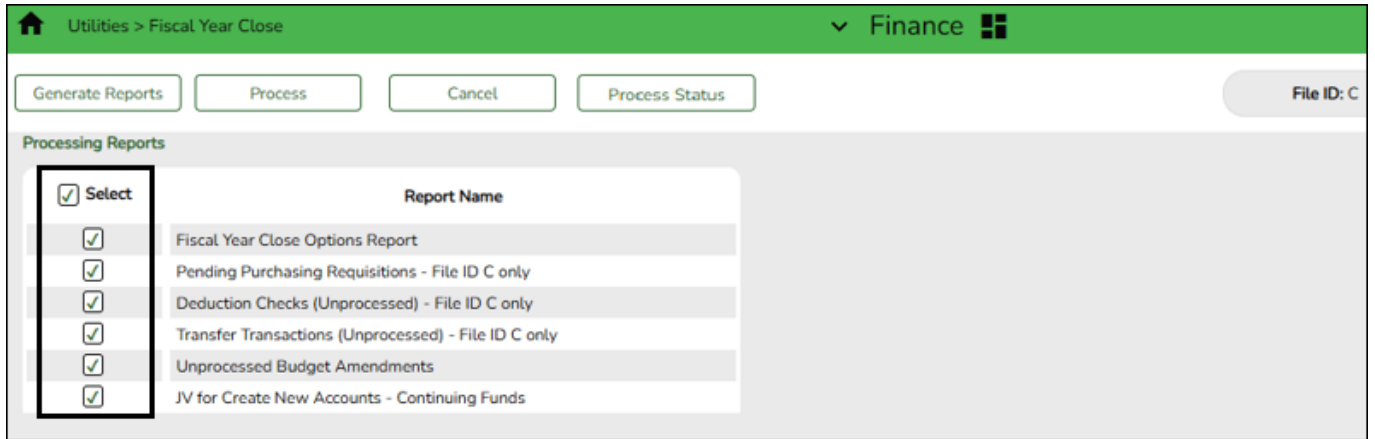 Utilities > Fiscal Year Close
Finance
Generate Reports
Process
Cancel
Process Status
File ID: C
Processing Reports
Select
Report Name
Fiscal Year Close Options Report
Pending Purchasing Requisitions - File ID C only
Deduction Checks (Unprocessed) - File ID C only
Transfer Transactions (Unprocessed) - File ID C only
Unprocessed Budget Amendments
JV for Create New Accounts - Continuing Funds